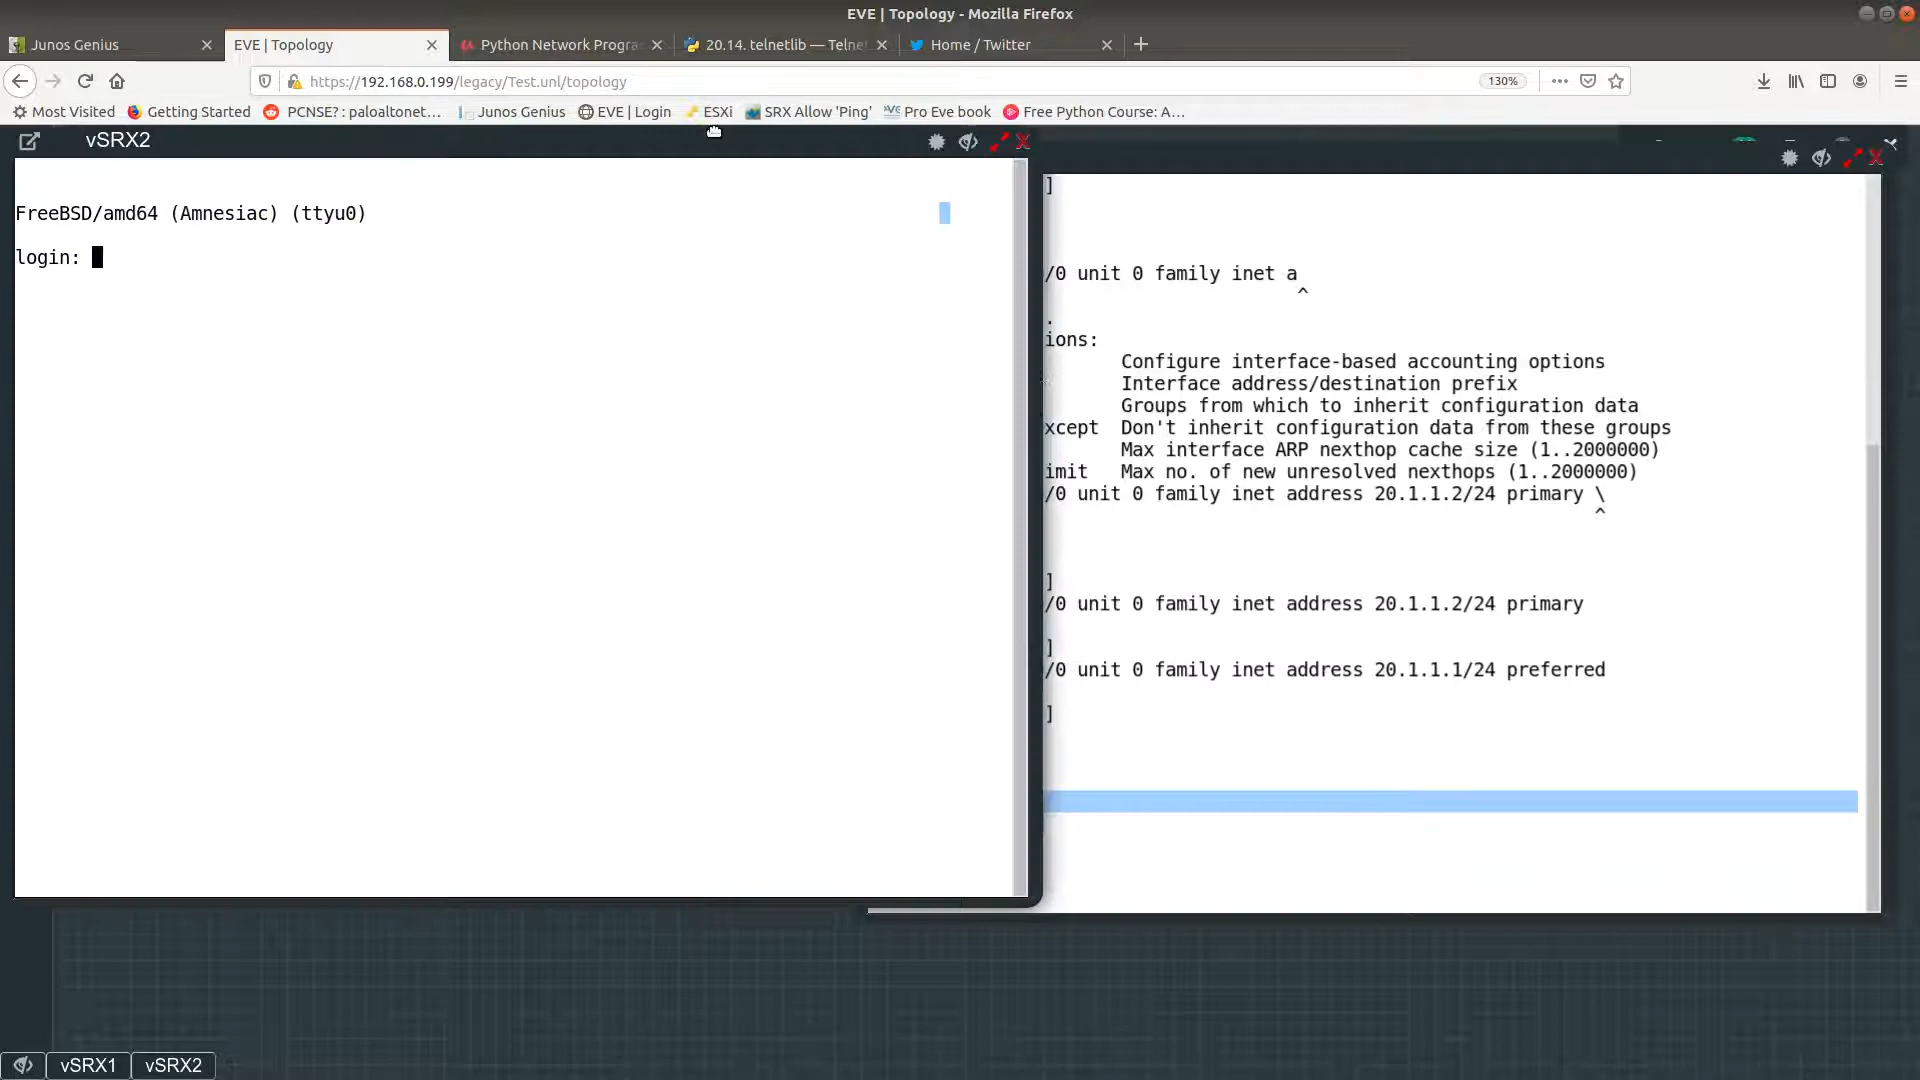 EVE | Topology - Mozilla Firefox
Junos Genius
EVE | Topology
Python Network Progra
20.14. telnetlib — Telne
Home / Twitter
https://192.168.0.199/legacy/Test.unl/topology
130%
Most Visited
Getting Started
PCNSE? : paloaltonet…
Junos Genius
EVE | Login
ESXi
SRX Allow 'Ping'
Pro Eve book
Free Python Course: A…
vSRX2
FreeBSD/amd64 (Amnesiac) (ttyu0)
login:
]
/0 unit 0 family inet a
^
.
ions:
Configure interface-based accounting options
Interface address/destination prefix
Groups from which to inherit configuration data
xcept Don't inherit configuration data from these groups
Max interface ARP nexthop cache size (1..2000000)
imit Max no. of new unresolved nexthops (1..2000000)
/0 unit 0 family inet address 20.1.1.2/24 primary \
^
]
/0 unit 0 family inet address 20.1.1.2/24 primary
]
/0 unit 0 family inet address 20.1.1.1/24 preferred
]
vSRX1
vSRX2